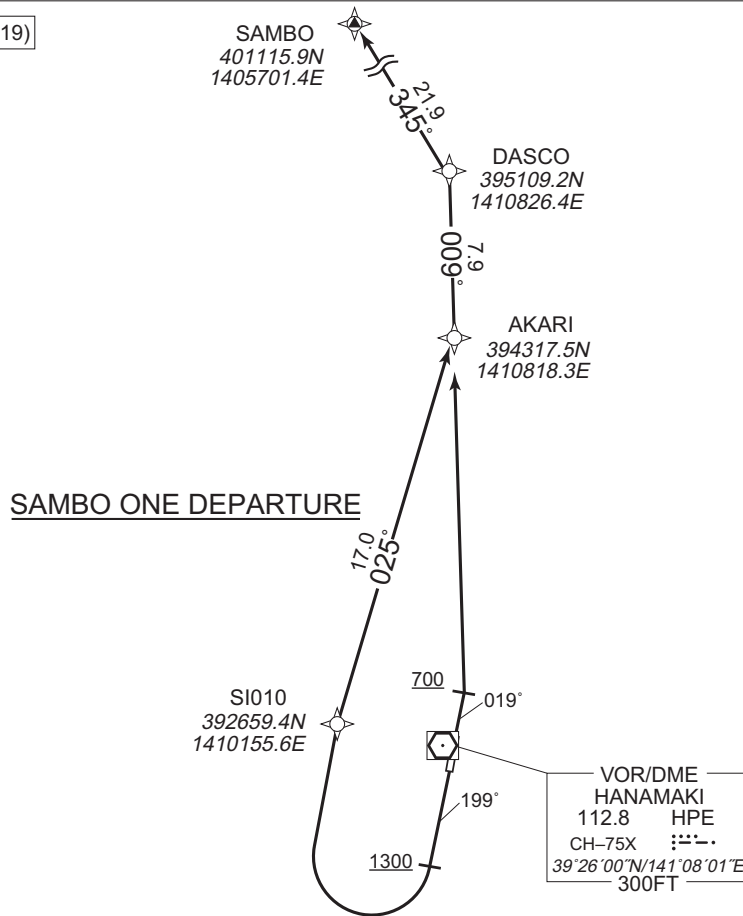 19)
SAMBO
401115.9N
1405701.4E
21.9
345°
DASCO
395109.2N
1410826.4E
7.9
009°
AKARI
394317.5N
1410818.3E
SAMBO ONE DEPARTURE
17.0
025°
SI010
392659.4N
1410155.6E
700
019°
199°
1300
VOR/DME
HANAMAKI
112.8 HPE
CH–75X
39°26′00″N/141°08′01″E
300FT